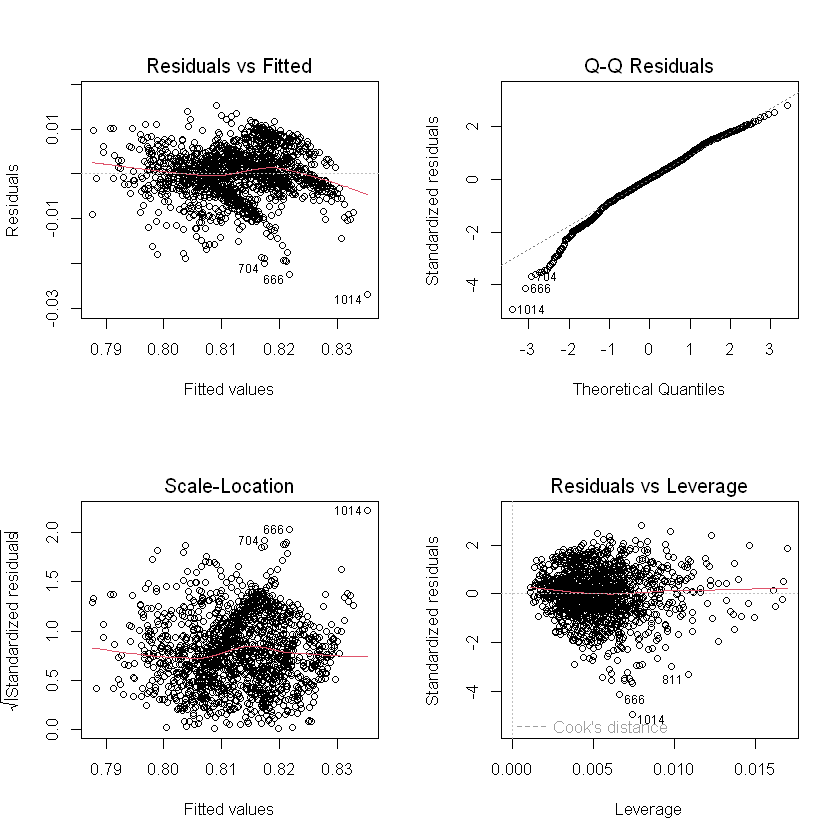 Residuals vs Fitted
Residuals
0.01
-0.01
-0.03
704
666
1014
0.79 0.80 0.81 0.82 0.83
Fitted values
Q-Q Residuals
Standardized residuals
2
0
-2
-4
704
666
1014
-3 -2 -1 0 1 2 3
Theoretical Quantiles
Scale-Location
√|Standardized residuals|
2.0
1.5
1.0
0.5
0.0
1014
666
704
0.79 0.80 0.81 0.82 0.83
Fitted values
Residuals vs Leverage
Standardized residuals
2
0
-2
-4
811
666
1014
Cook's distance
0.000 0.005 0.010 0.015
Leverage